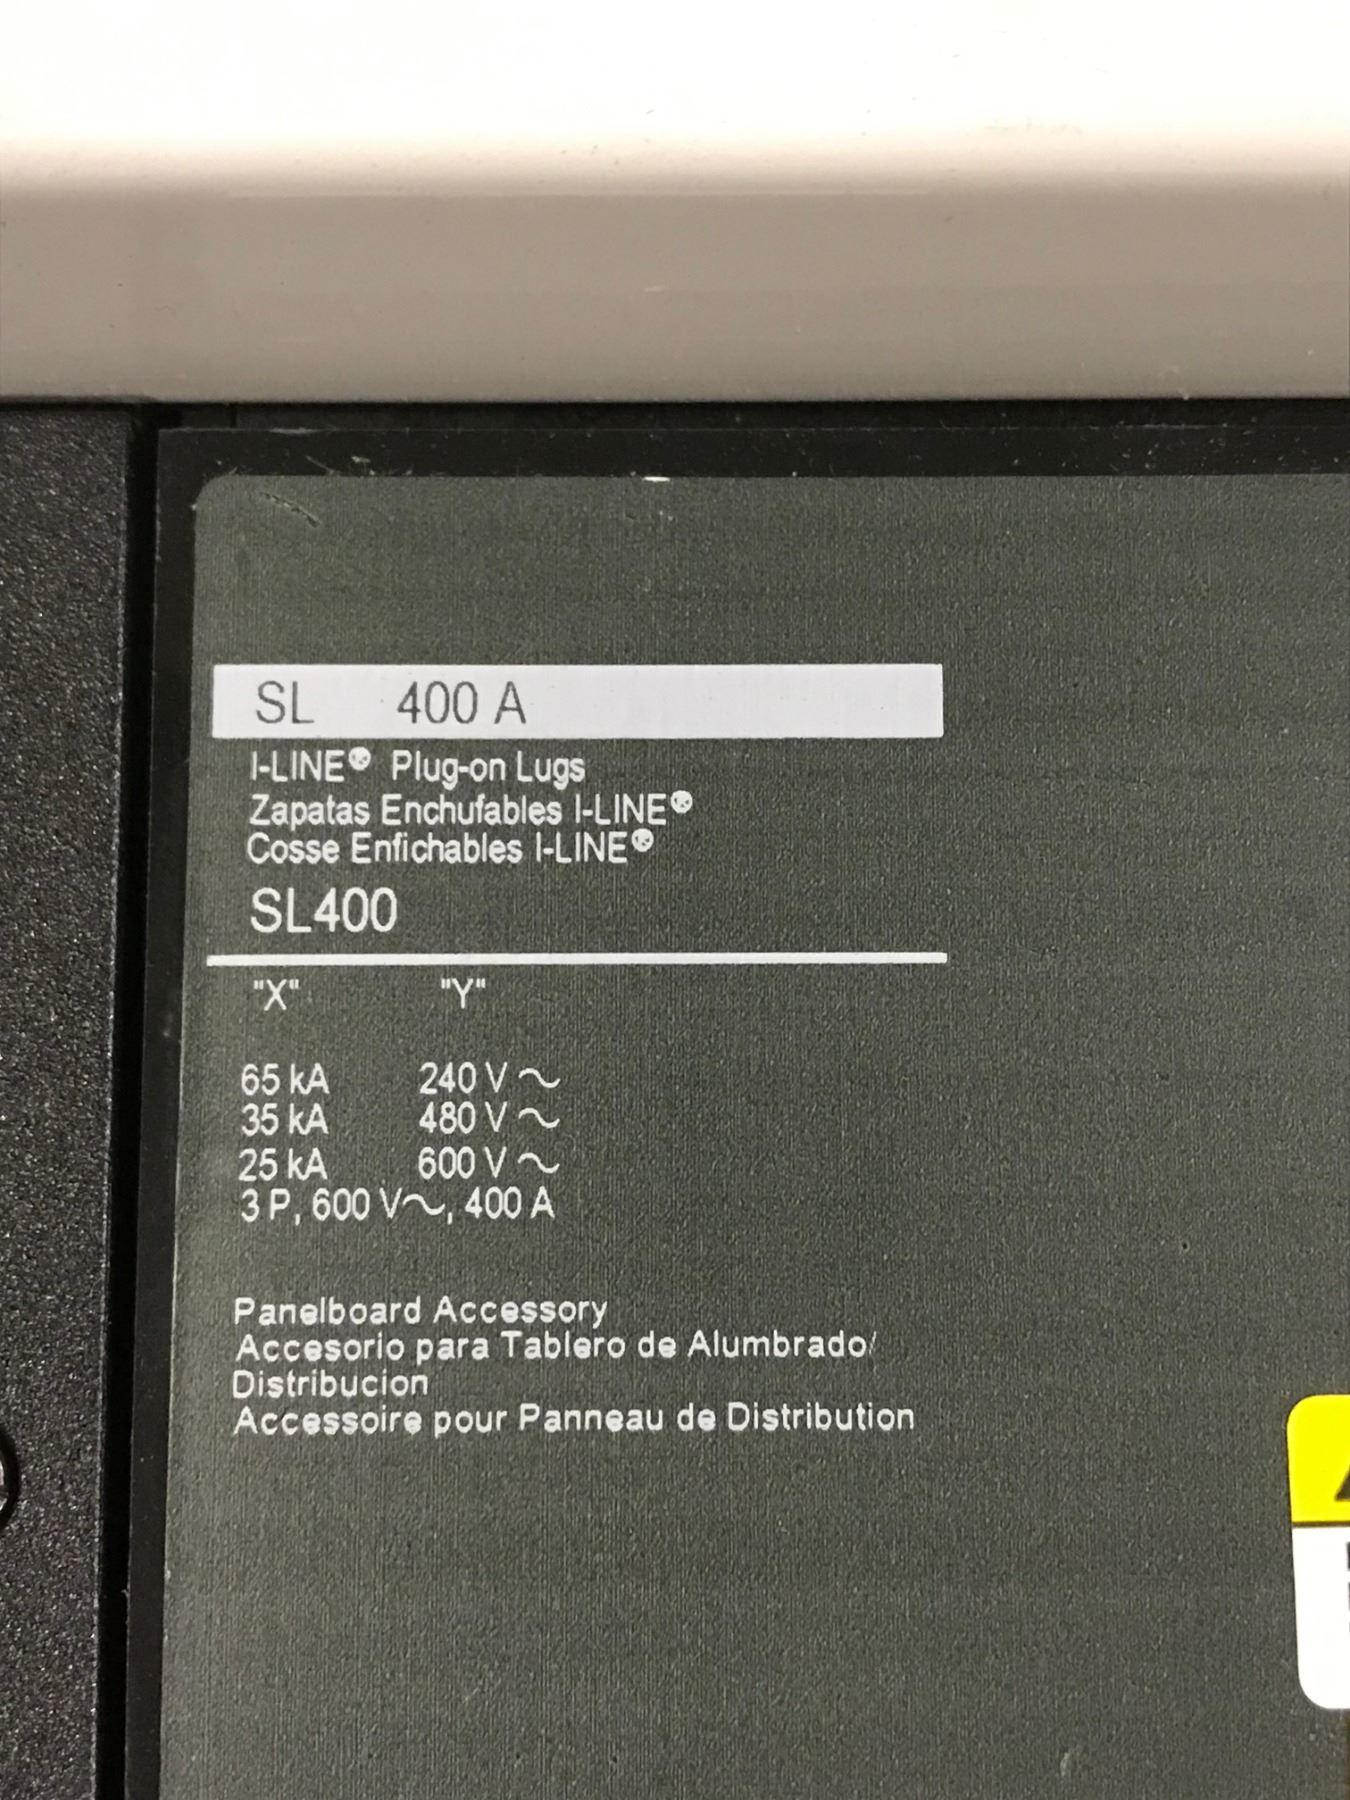 SL 400 A
I-LINE® Plug-on Lugs
Zapatas Enchufables I-LINE®
Cosse Enfichables I-LINE®
SL400
"X" "Y"
65 kA 240 V ~
35 kA 480 V ~
25 kA 600 V ~
3 P, 600 V~, 400 A
Panelboard Accessory
Accesorio para Tablero de Alumbrado/
Distribucion
Accessoire pour Panneau de Distribution